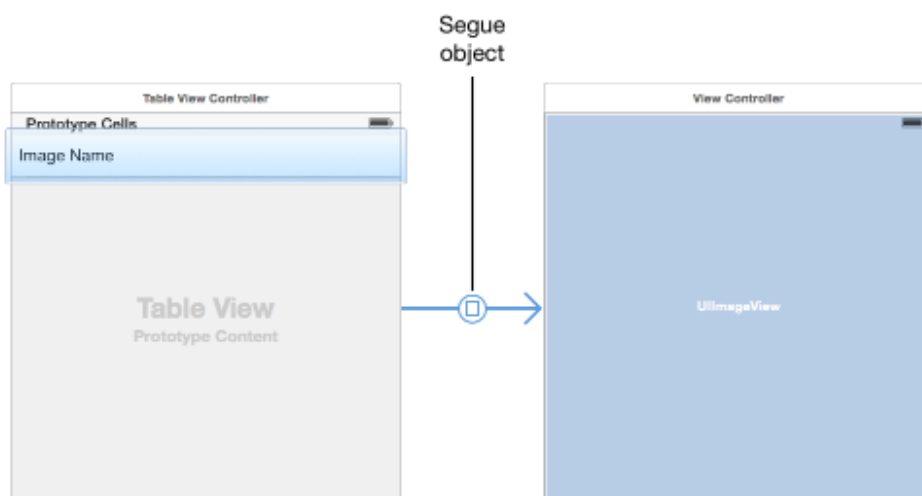 Segue
object
Table View Controller
Prototype Cells
Image Name
Table View
Prototype Content
View Controller
UIImageView